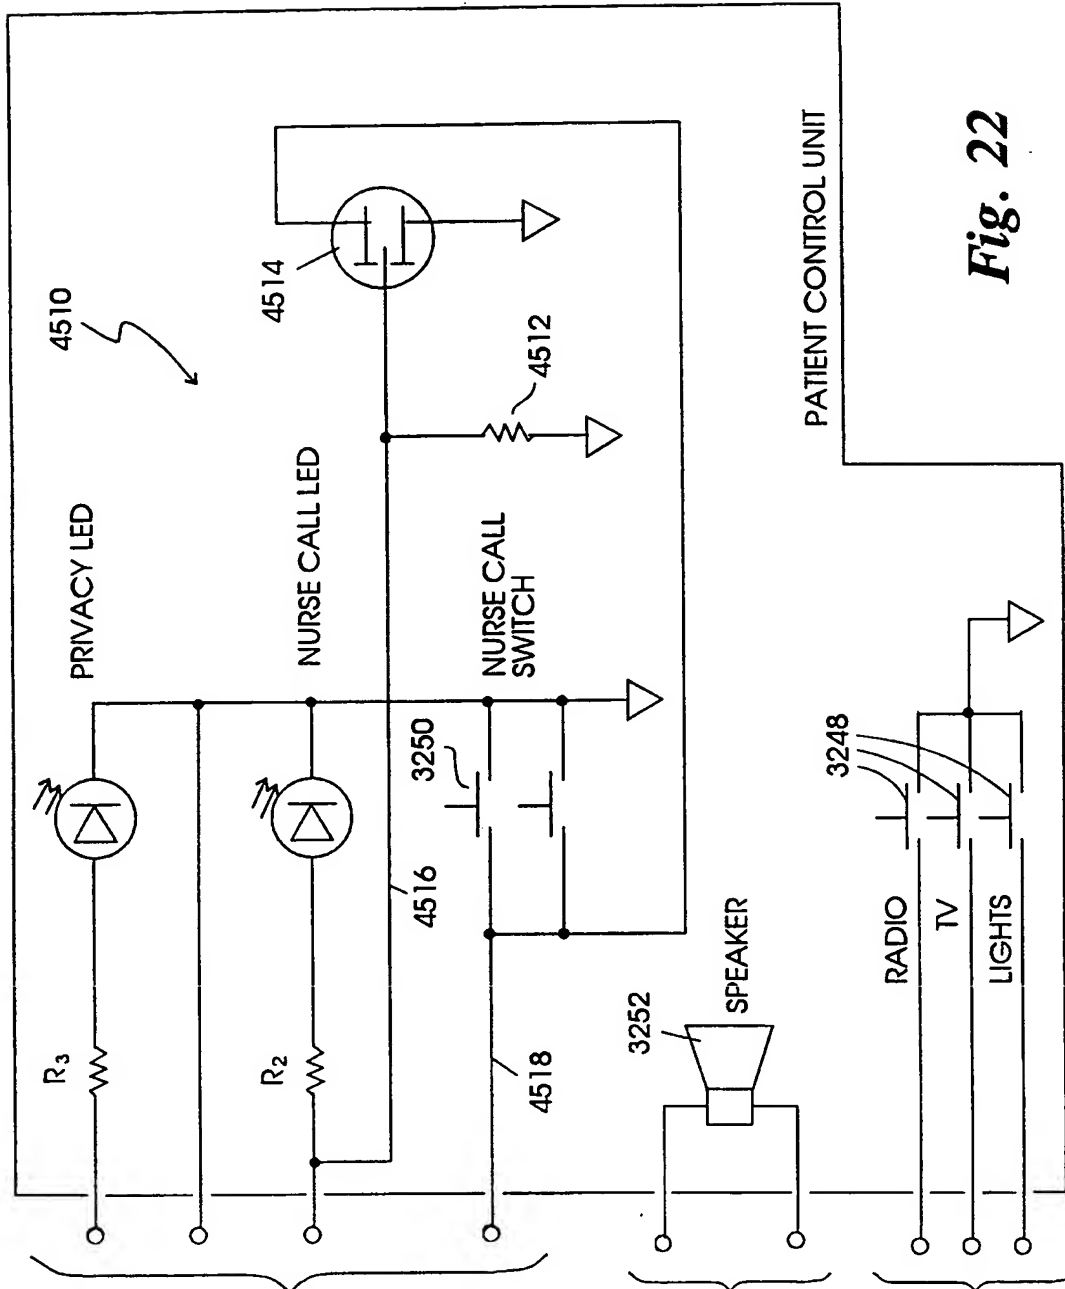 4510
PRIVACY LED
R3
NURSE CALL LED
R2
4514
4512
4516
NURSE CALL
SWITCH
3250
4518
3252
SPEAKER
3248
RADIO
TV
LIGHTS
PATIENT CONTROL UNIT
Fig. 22